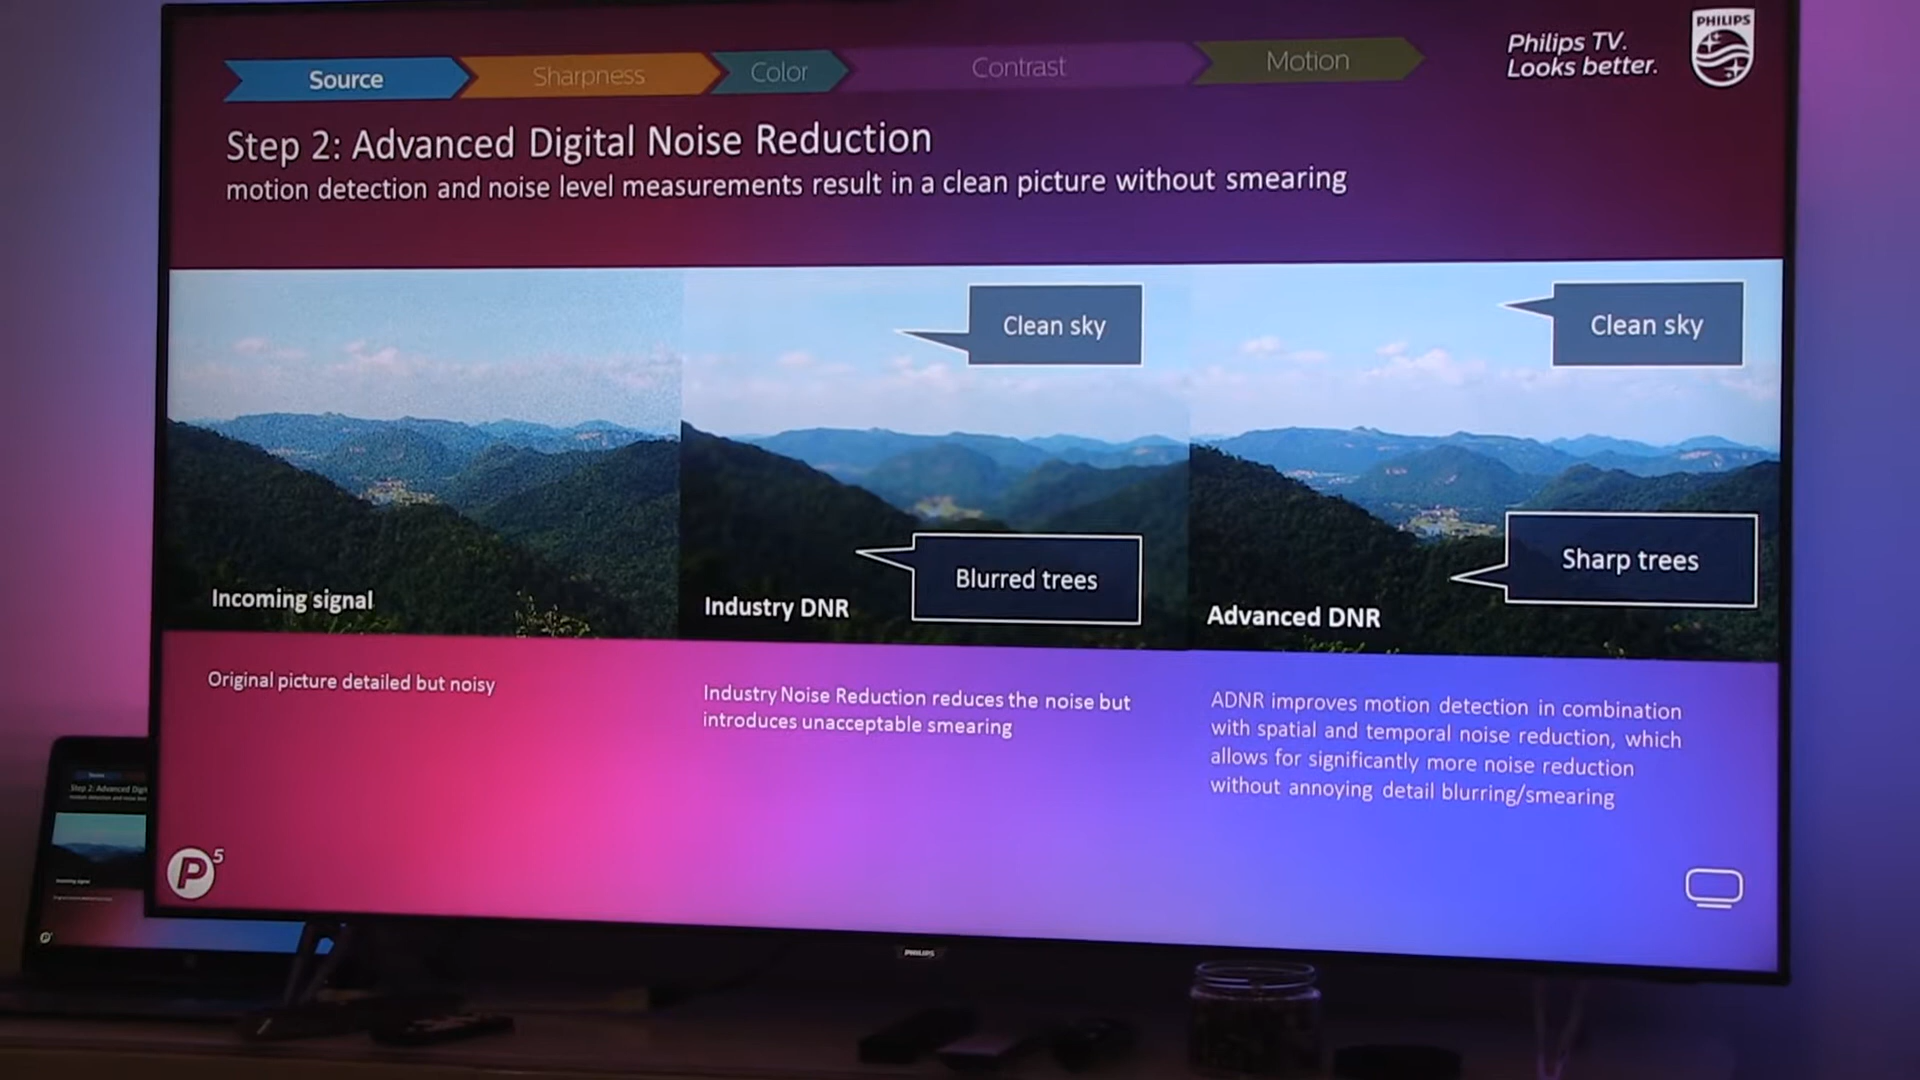 PHILIPS
Philips TV.
Looks better.
Source
Sharpness
Color
Contrast
Motion
Step 2: Advanced Digital Noise Reduction
motion detection and noise level measurements result in a clean picture without smearing
Clean sky
Clean sky
Blurred trees
Sharp trees
Incoming signal
Industry DNR
Advanced DNR
Original picture detailed but noisy
Industry Noise Reduction reduces the noise but
introduces unacceptable smearing
ADNR improves motion detection in combination
with spatial and temporal noise reduction, which
allows for significantly more noise reduction
without annoying detail blurring/smearing
P5
PHILIPS
Step 2: Advanced Digit